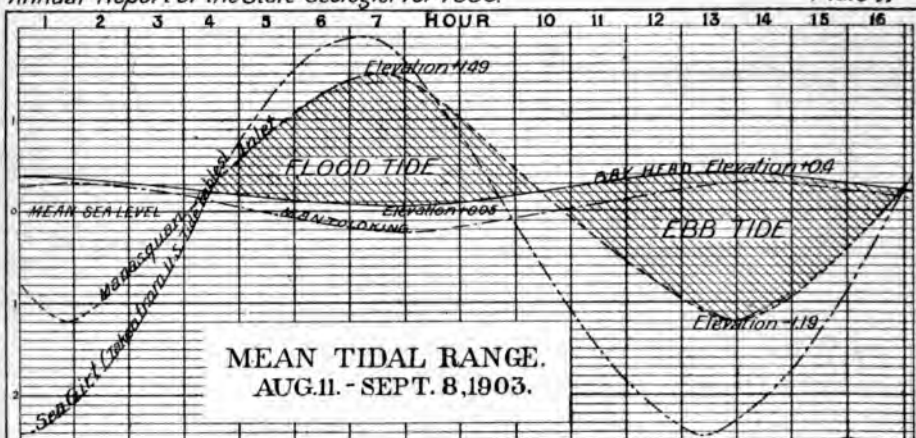 Annual Report of the State Geologist for 1903.
HOUR
1 2 3 4 5 6 7 10 11 12 13 14 15 16
Elevation +1.49
1
Manasquan Inlet
FLOOD TIDE
BAY HEAD Elevation +0.4
MEAN SEA LEVEL
0
Elevation +0.05
MANTOLOKING
EBB TIDE
Sea Girt (Taken from U.S. Tide Tables)
1
Elevation -1.19
2
MEAN TIDAL RANGE.
AUG.11. - SEPT. 8, 1903.